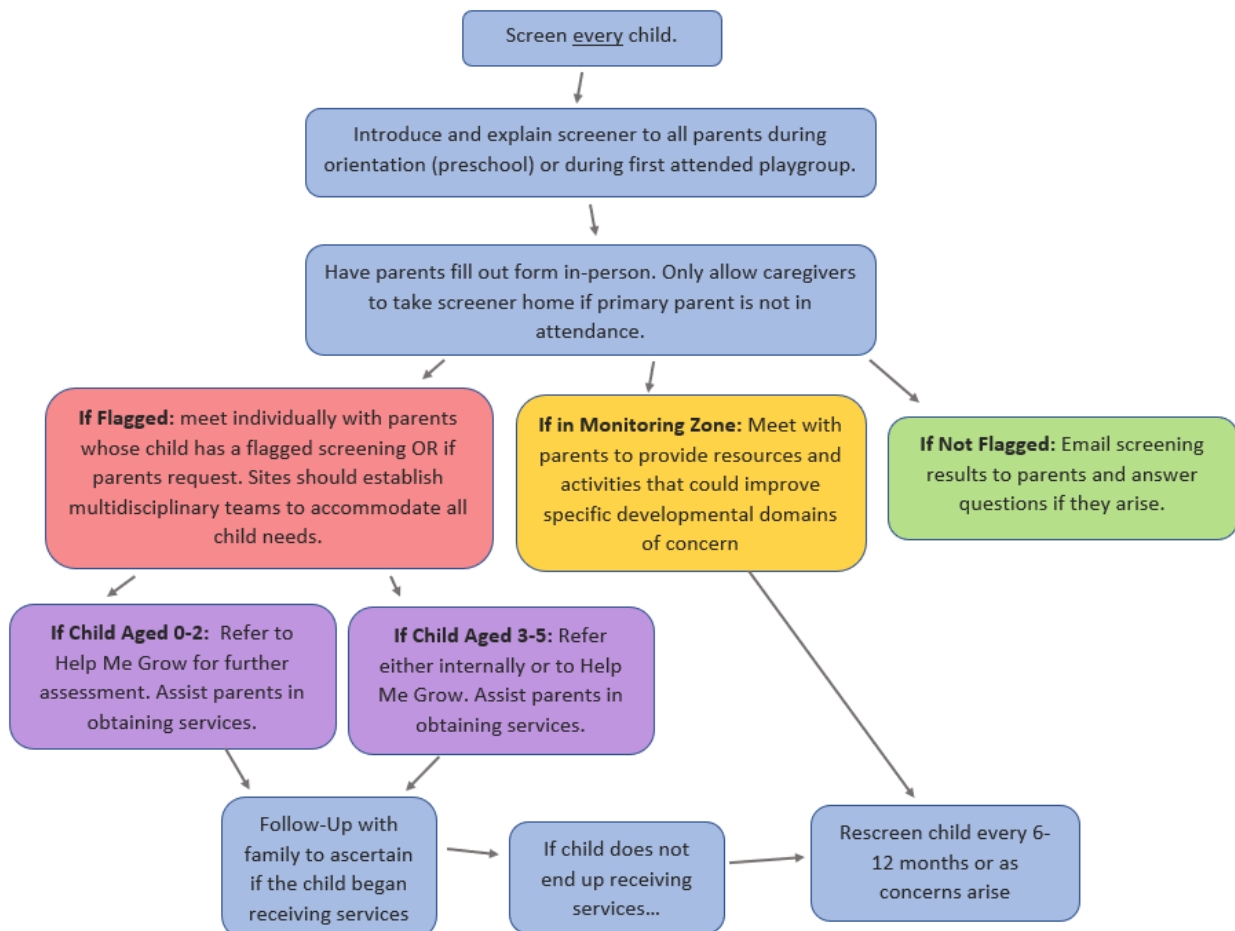 Screen every child.
Introduce and explain screener to all parents during
orientation (preschool) or during first attended playgroup.
Have parents fill out form in-person. Only allow caregivers
to take screener home if primary parent is not in
attendance.
If Flagged: meet individually with parents
whose child has a flagged screening OR if
parents request. Sites should establish
multidisciplinary teams to accommodate all
child needs.
If in Monitoring Zone: Meet with
parents to provide resources and
activities that could improve
specific developmental domains
of concern
If Not Flagged: Email screening
results to parents and answer
questions if they arise.
If Child Aged 0-2: Refer to
Help Me Grow for further
assessment. Assist parents in
obtaining services.
If Child Aged 3-5: Refer
either internally or to Help
Me Grow. Assist parents in
obtaining services.
Follow-Up with
family to ascertain
if the child began
receiving services
If child does not
end up receiving
services...
Rescreen child every 6-
12 months or as
concerns arise